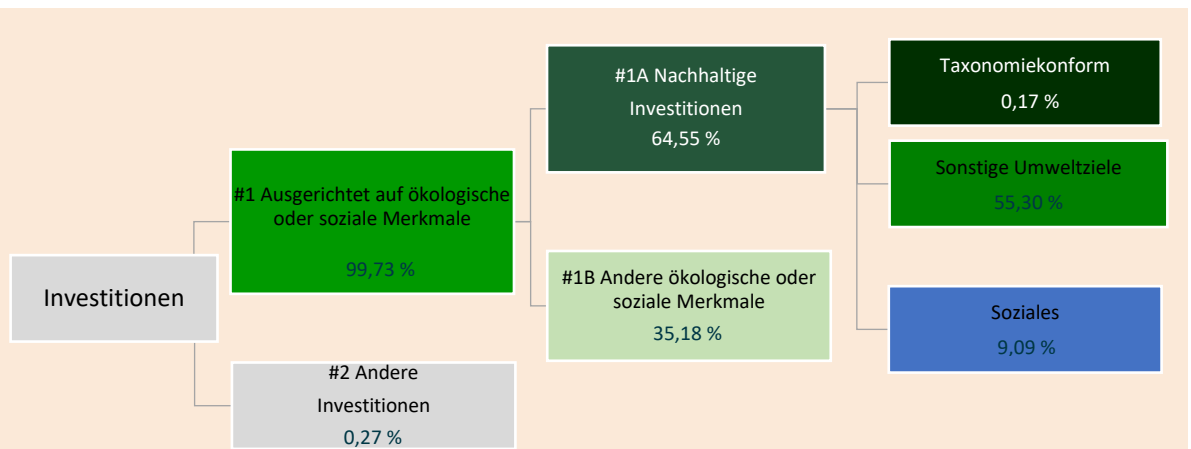 Investitionen
#1 Ausgerichtet auf ökologische
oder soziale Merkmale
99,73 %
#2 Andere
Investitionen
0,27 %
#1A Nachhaltige
Investitionen
64,55 %
#1B Andere ökologische oder
soziale Merkmale
35,18 %
Taxonomiekonform
0,17 %
Sonstige Umweltziele
55,30 %
Soziales
9,09 %